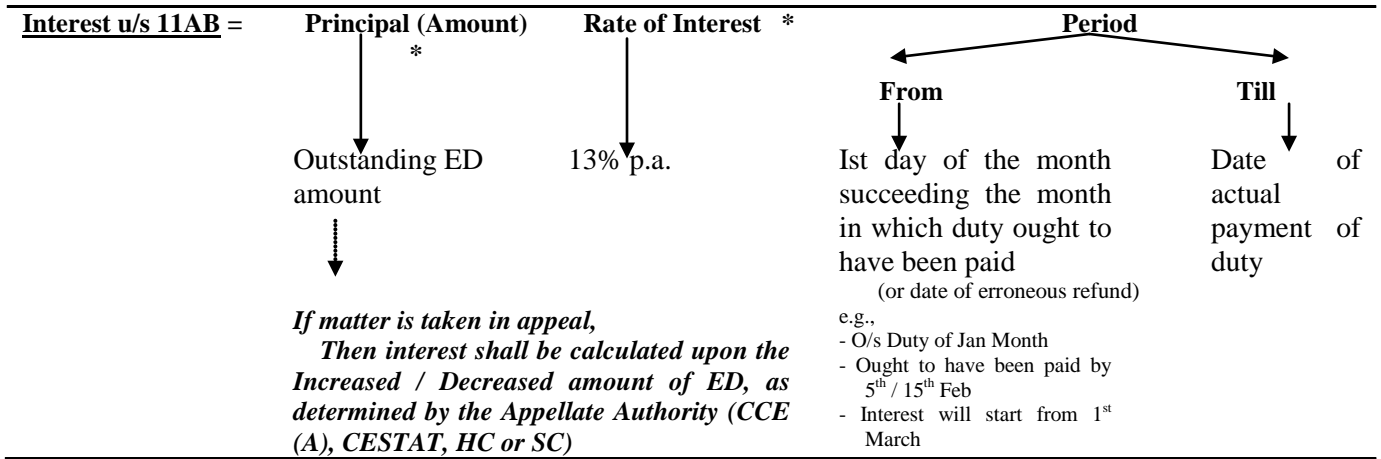 Interest u/s 11AB = Principal (Amount) Rate of Interest * Period
*
From Till
Outstanding ED
amount
13% p.a.
Ist day of the month
succeeding the month
in which duty ought to
have been paid
(or date of erroneous refund)
e.g.,
- O/s Duty of Jan Month
- Ought to have been paid by
5th / 15th Feb
- Interest will start from 1st
March
Date of
actual
payment of
duty
If matter is taken in appeal,
Then interest shall be calculated upon the
Increased / Decreased amount of ED, as
determined by the Appellate Authority (CCE
(A), CESTAT, HC or SC)